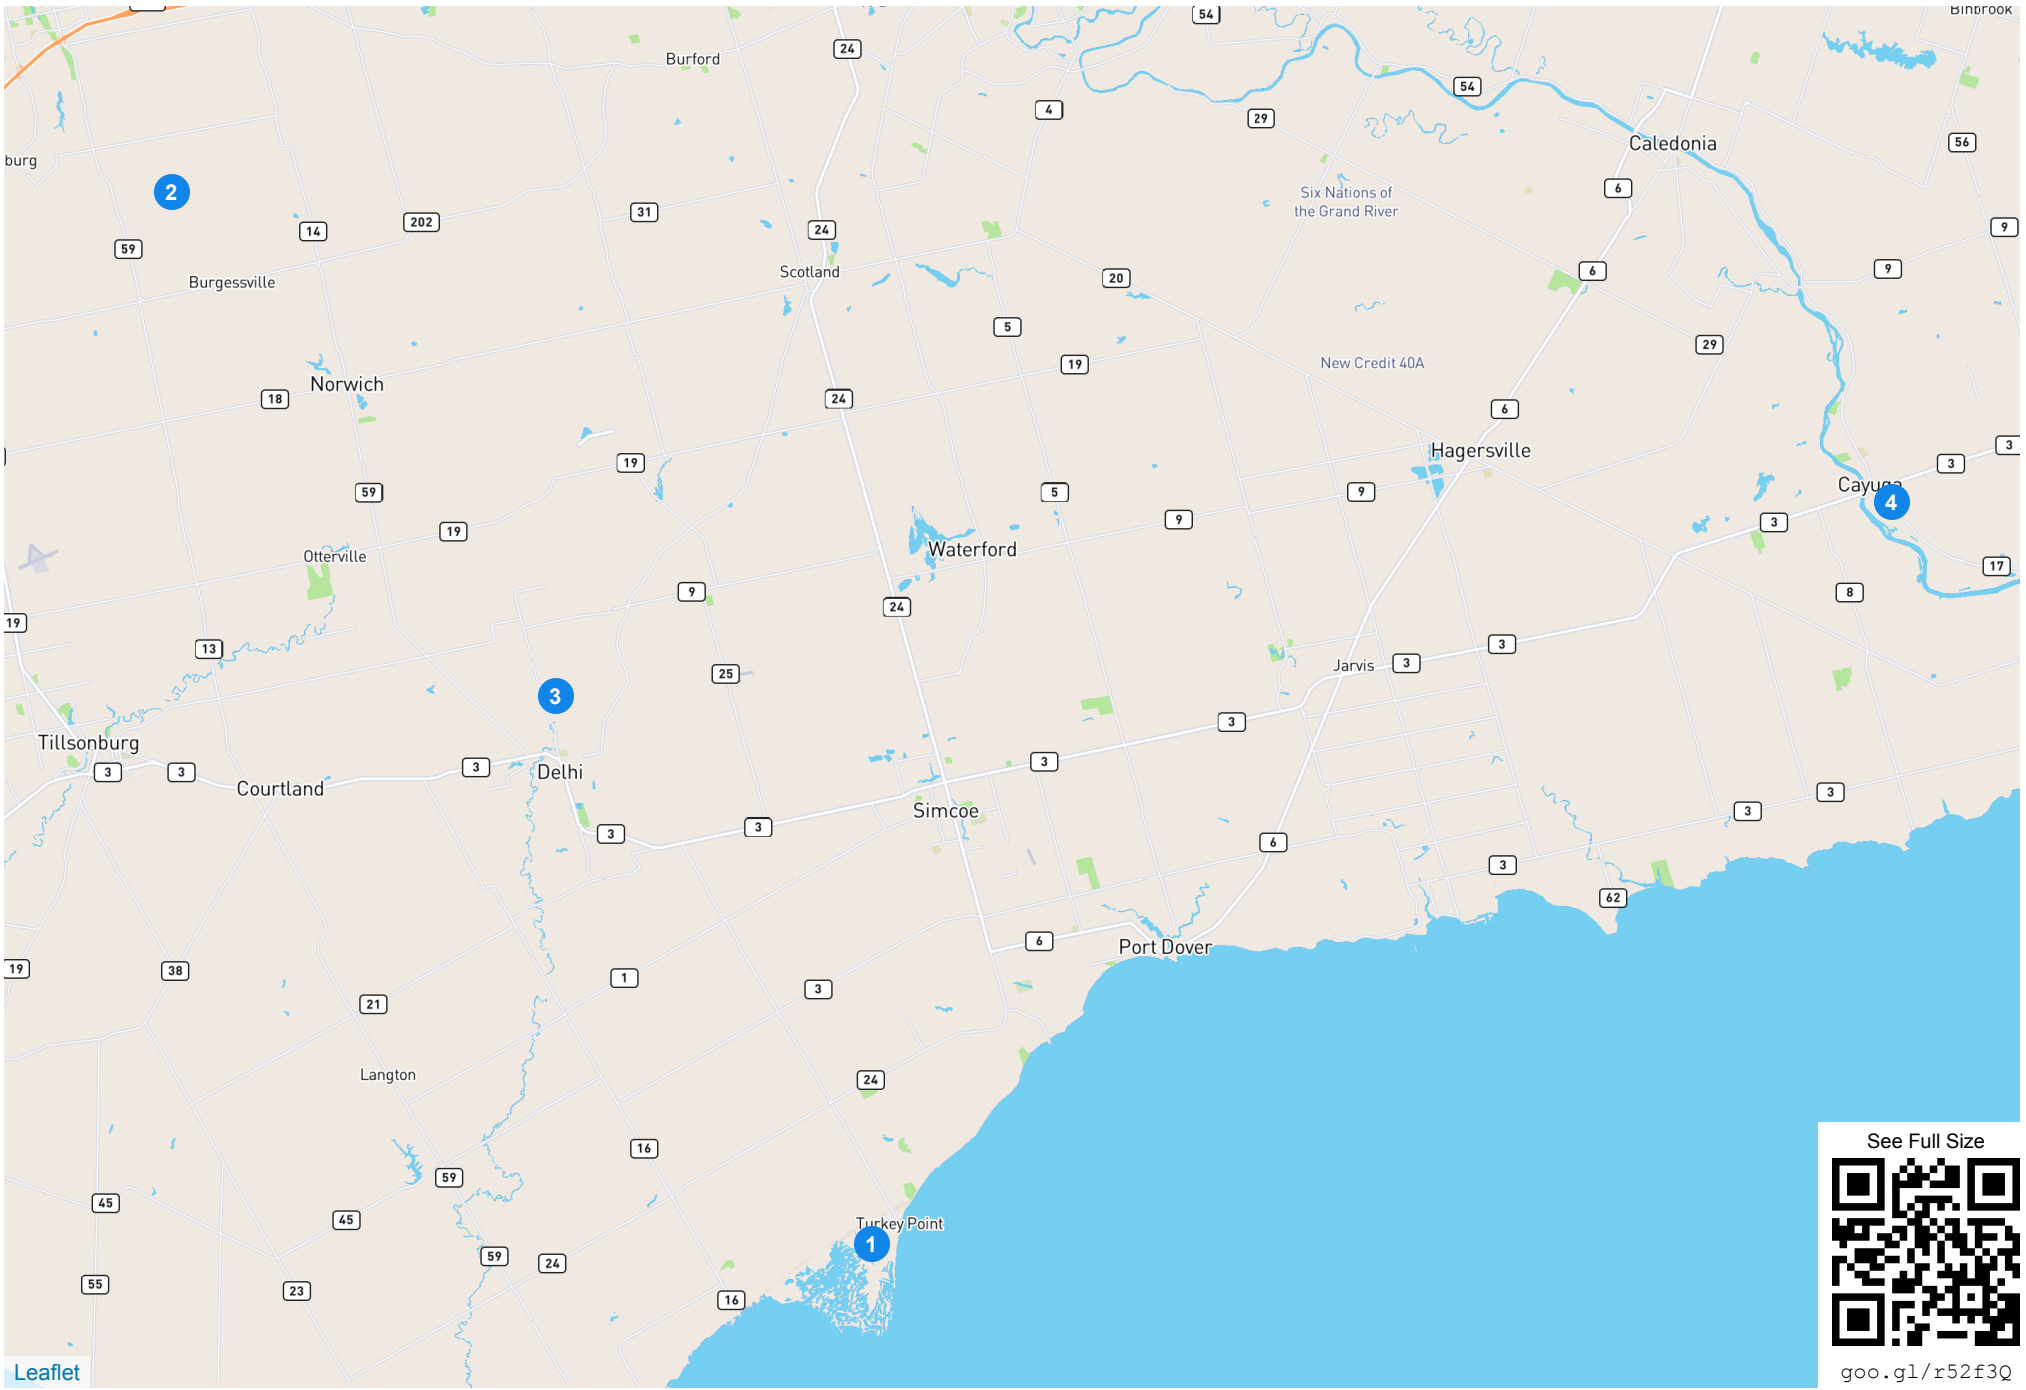 54
Binbrook
24
Burford
54
4
29
Caledonia
56
burg
2
6
Six Nations of
the Grand River
31
202
14
24
9
59
Scotland
6
9
20
Burgessville
5
29
19
New Credit 40A
Norwich
18
24
6
3
Hagersville
19
3
Cayuga
59
5
9
4
9
3
19
Waterford
Otterville
17
9
8
24
19
13
3
Jarvis
3
25
3
3
Tillsonburg
3
3
3
3
Delhi
Courtland
3
Simcoe
3
3
3
3
6
3
62
6
Port Dover
19
38
1
3
21
Langton
24
See Full Size
16
59
45
45
Turkey Point
1
59
24
55
23
16
Leaflet
goo.gl/r52f3Q